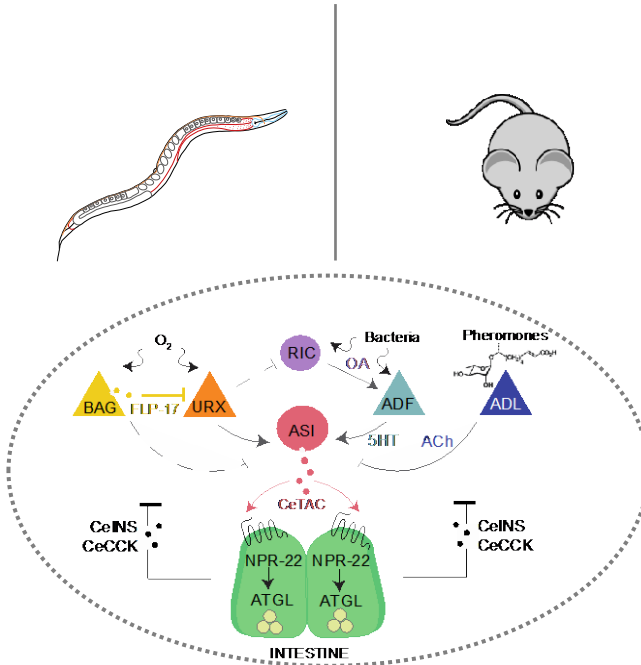 O2
Bacteria
Pheromones
RIC
OA
BAG
FLP-17
URX
ADF
ADL
ASI
5HT
ACh
CeTAC
CeINS
CeCCK
CeINS
CeCCK
NPR-22
NPR-22
ATGL
ATGL
INTESTINE